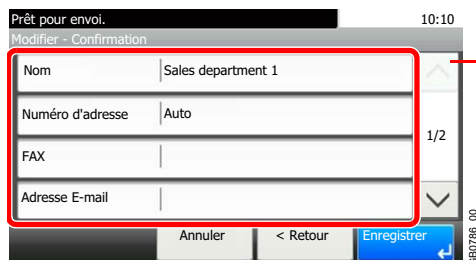 Prêt pour envoi. 10:10
Modifier - Confirmation
Nom Sales department 1
Numéro d'adresse Auto
1/2
FAX
Adresse E-mail
Annuler < Retour Enregistrer